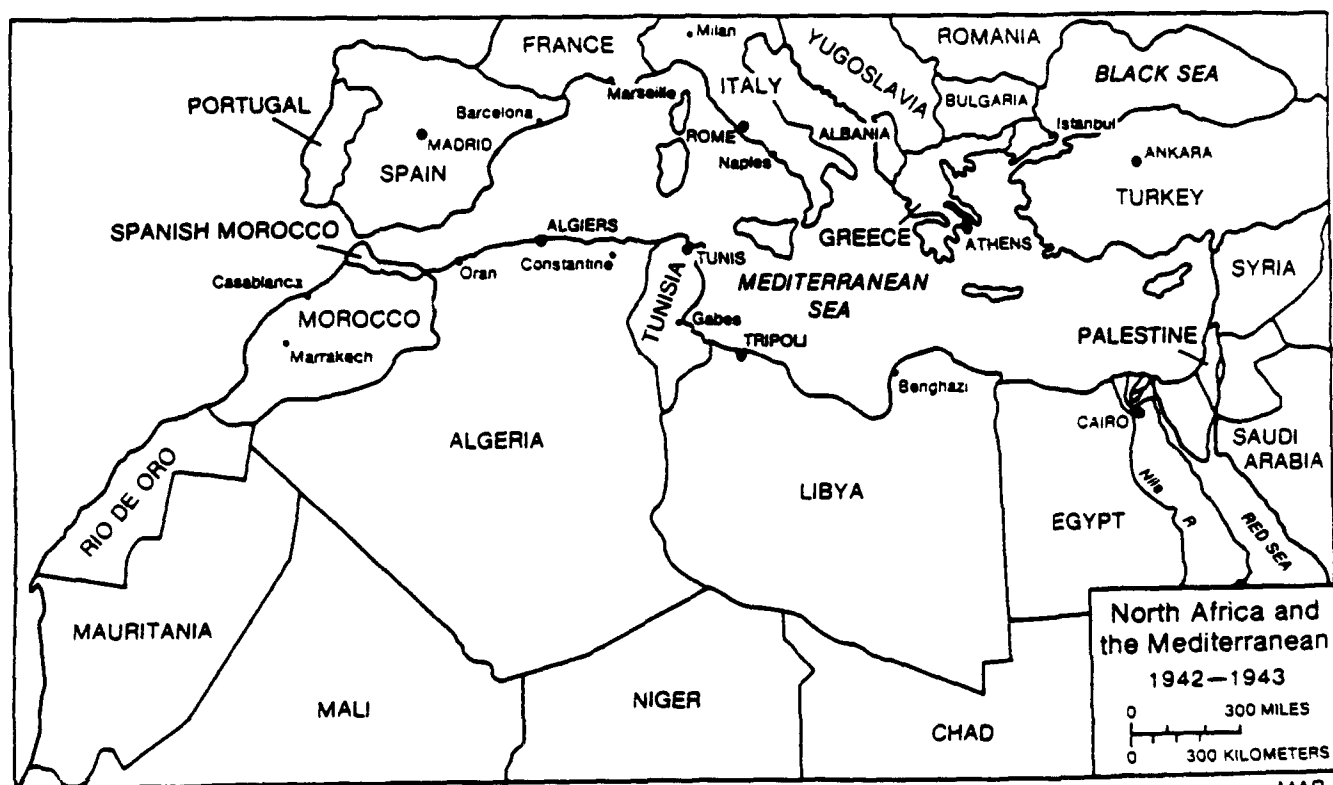 FRANCE
Milan
YUGOSLAVIA
ROMANIA
BLACK SEA
PORTUGAL
Barcelona
Marseille
ITALY
BULGARIA
Istanbul
MADRID
ROME
ALBANIA
ANKARA
SPAIN
Naples
TURKEY
SPANISH MOROCCO
ALGIERS
GREECE
ATHENS
Oran
Constantine
TUNIS
SYRIA
Casablanca
MEDITERRANEAN
SEA
TUNISIA
MOROCCO
Gabes
PALESTINE
Marrakech
TRIPOLI
Benghazi
CAIRO
ALGERIA
SAUDI
ARABIA
RIO DE ORO
LIBYA
Nile R
EGYPT
RED SEA
MAURITANIA
North Africa and
the Mediterranean
1942–1943
0 300 MILES
0 300 KILOMETERS
MALI
NIGER
CHAD